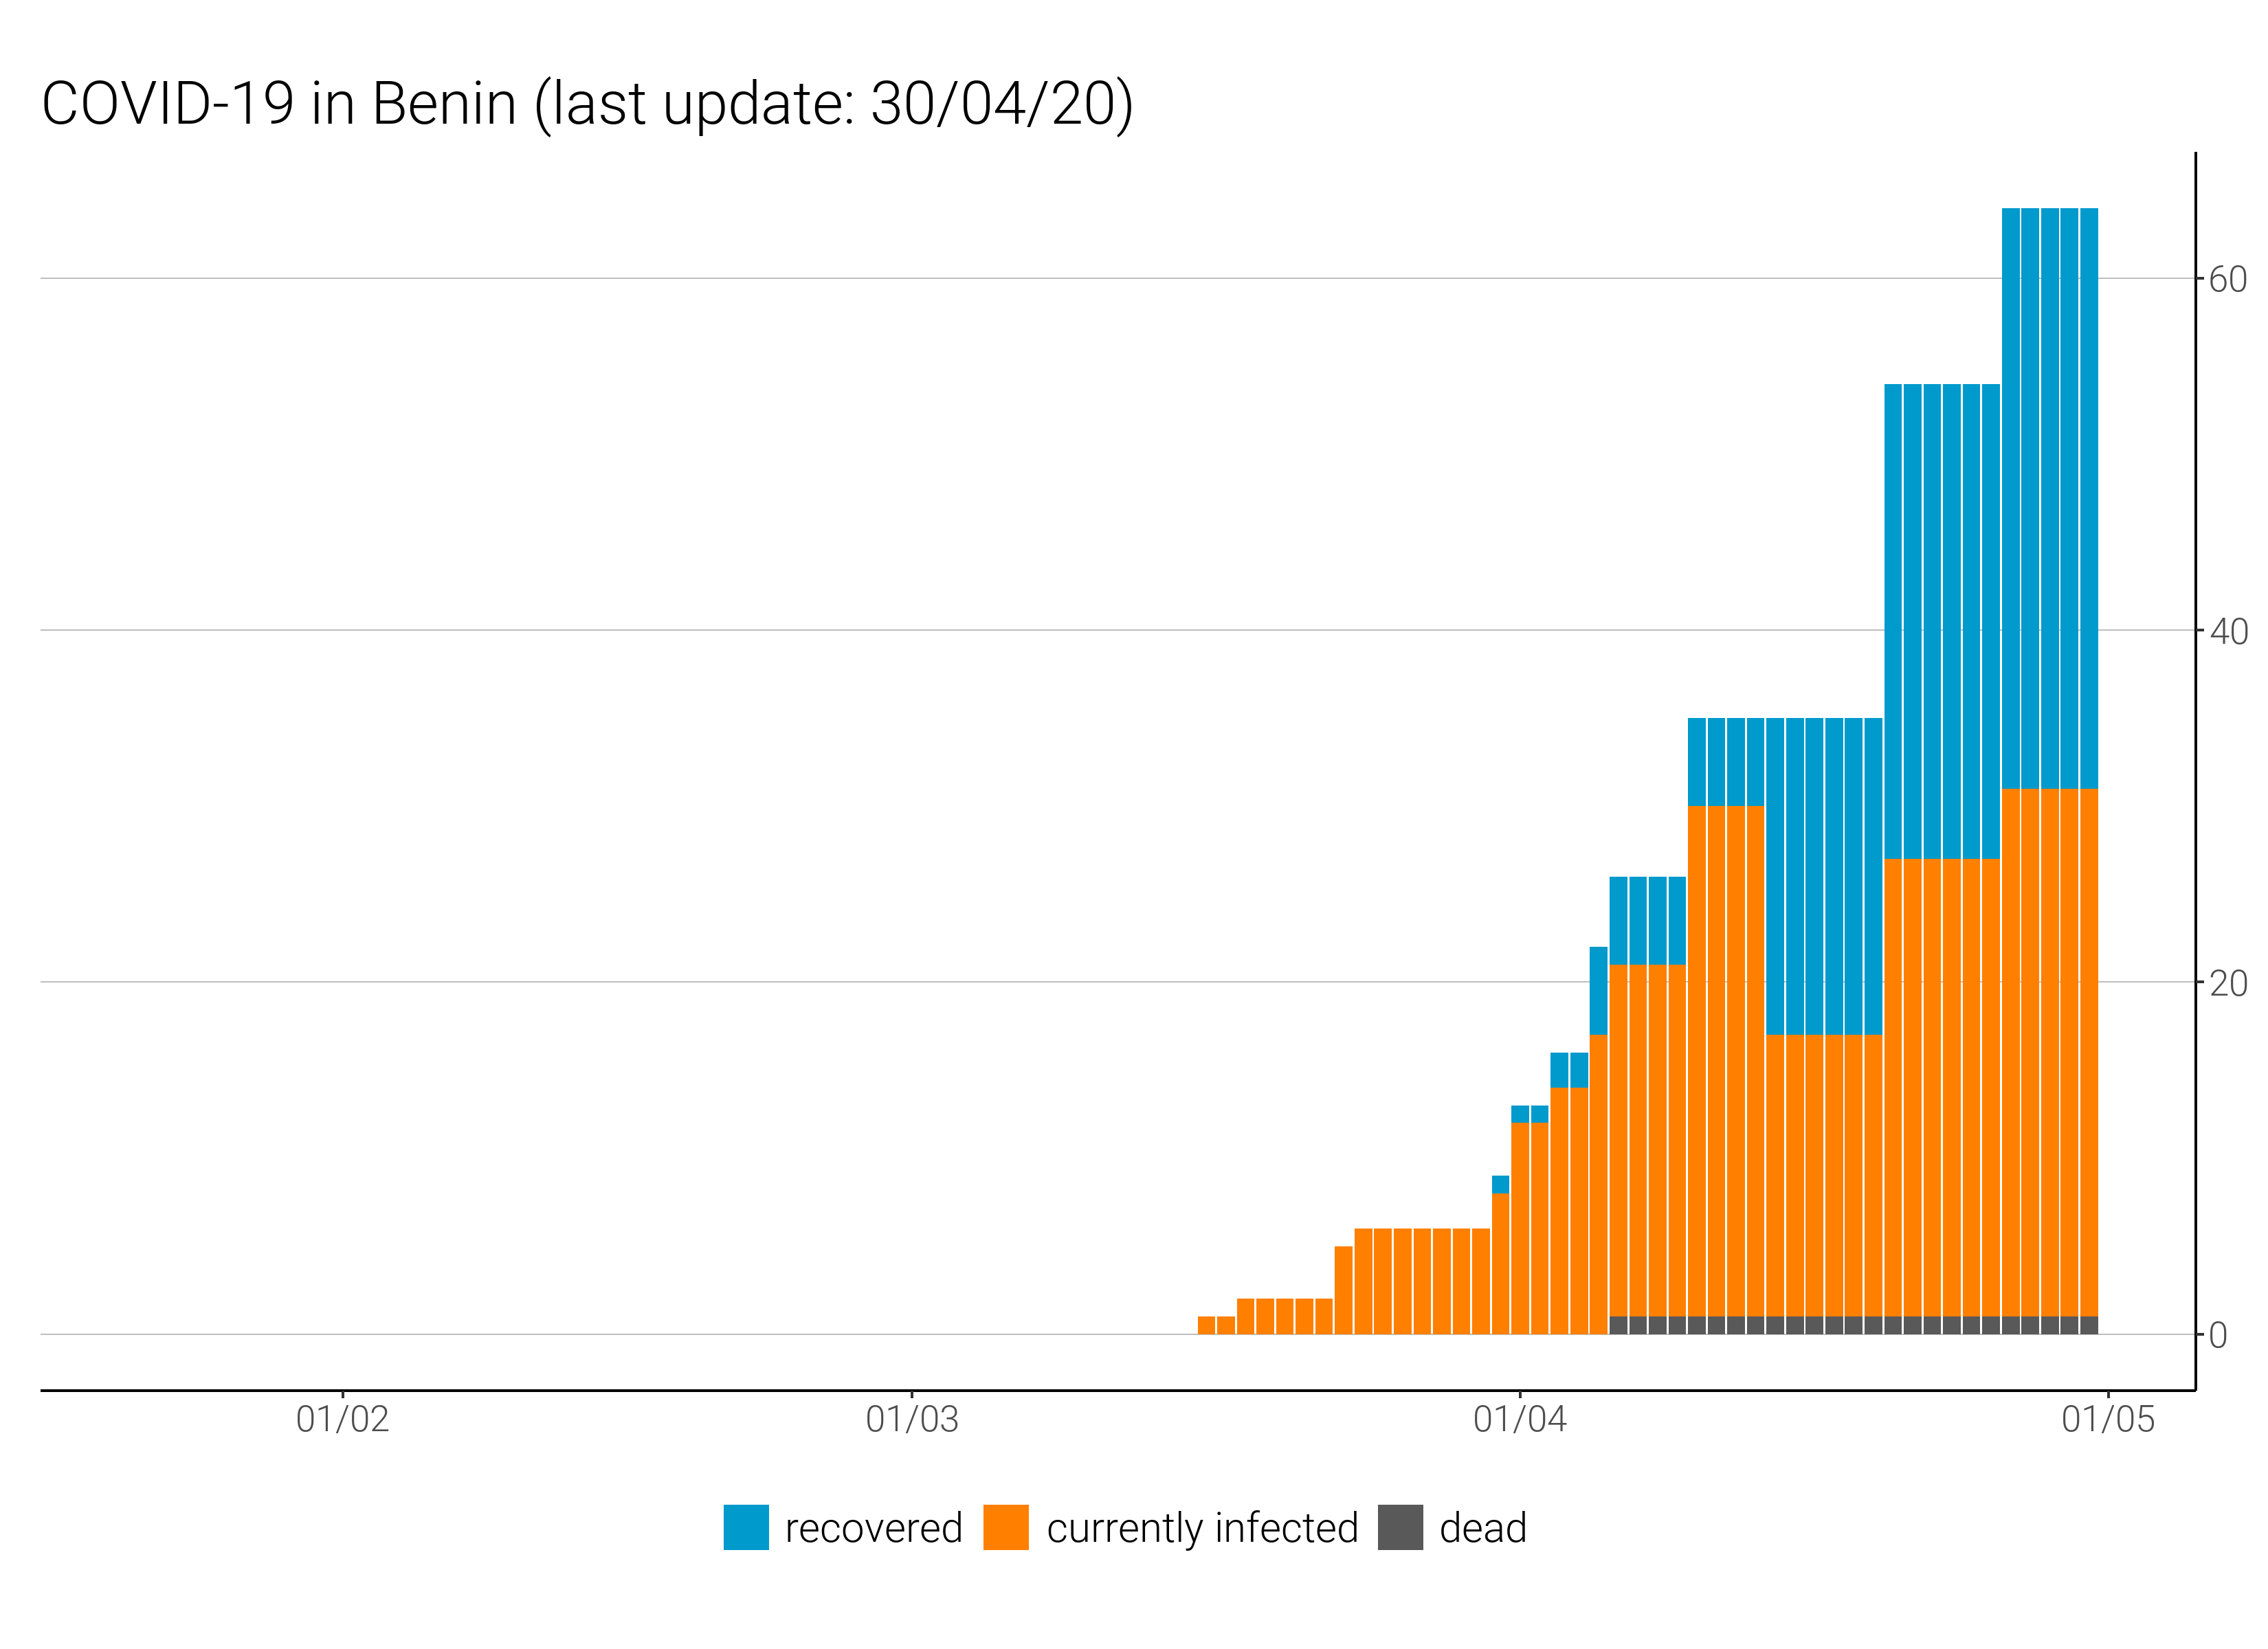 COVID-19 in Benin (last update: 30/04/20)
60
40
20
0
01/02 01/03 01/04 01/05
recovered currently infected dead